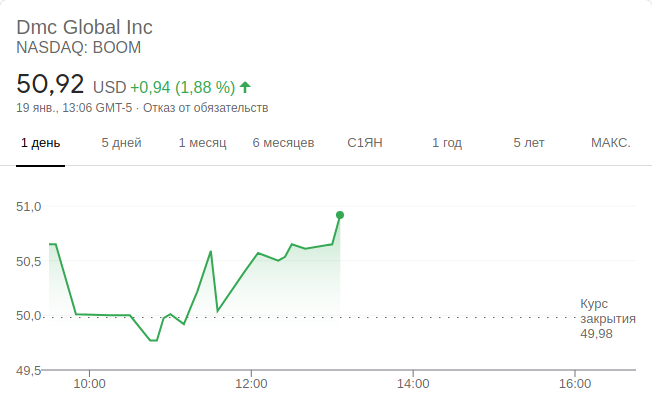 Dmc Global Inc
NASDAQ: BOOM
50,92 USD +0,94 (1,88 %)
19 янв., 13:06 GMT-5 · Отказ от обязательств
1 день 5 дней 1 месяц 6 месяцев С1ЯН 1 год 5 лет МАКС.
51,0
50,5
50,0
49,5
Курс
закрытия
49,98
10:00 12:00 14:00 16:00